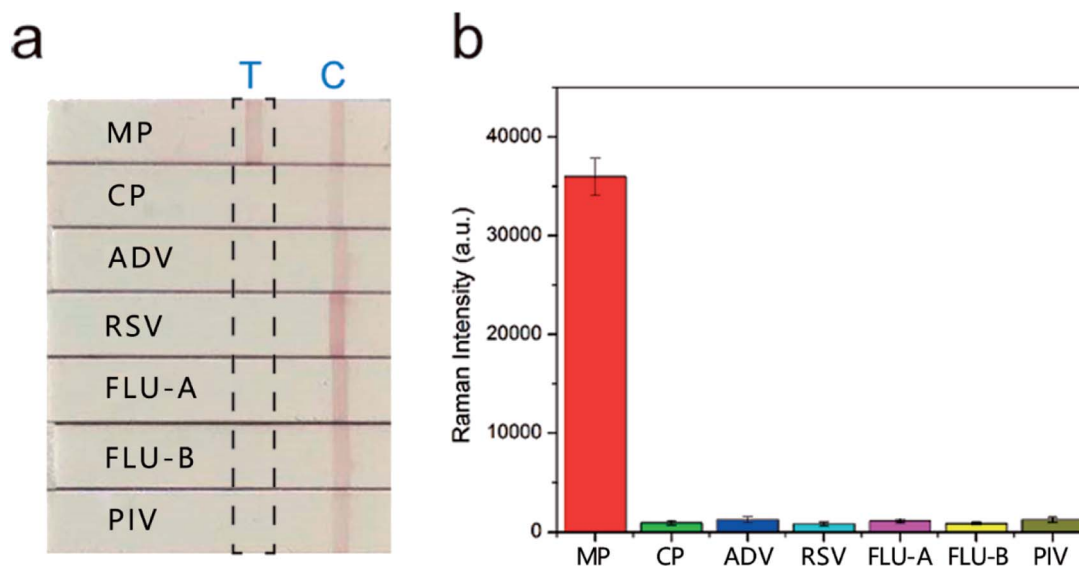 a
T C
MP
CP
ADV
RSV
FLU-A
FLU-B
PIV
b
Raman Intensity (a.u.)
40000
30000
20000
10000
0
MP CP ADV RSV FLU-A FLU-B PIV